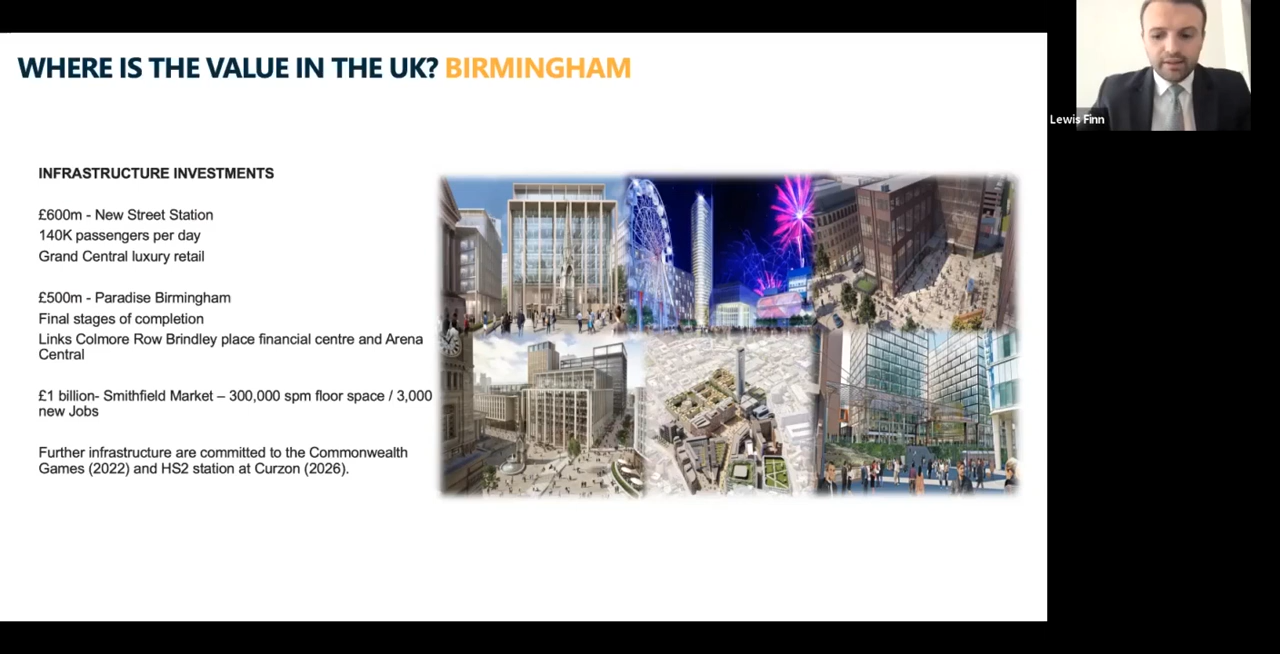 WHERE IS THE VALUE IN THE UK? BIRMINGHAM
Lewis Finn
INFRASTRUCTURE INVESTMENTS
£600m - New Street Station
140K passengers per day
Grand Central luxury retail
£500m - Paradise Birmingham
Final stages of completion
Links Colmore Row Brindley place financial centre and Arena
Central
£1 billion- Smithfield Market – 300,000 spm floor space / 3,000
new Jobs
Further infrastructure are committed to the Commonwealth
Games (2022) and HS2 station at Curzon (2026).